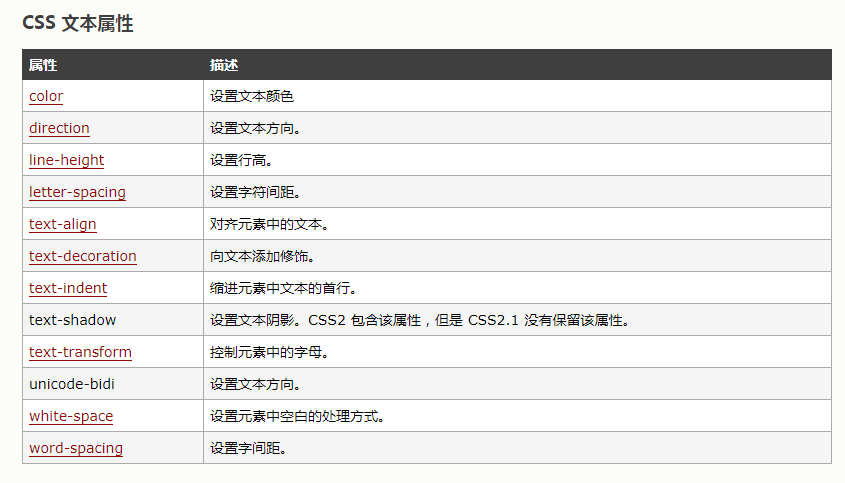 CSS 文本属性
属性 描述
color 设置文本颜色
direction 设置文本方向。
line-height 设置行高。
letter-spacing 设置字符间距。
text-align 对齐元素中的文本。
text-decoration 向文本添加修饰。
text-indent 缩进元素中文本的首行。
text-shadow 设置文本阴影。CSS2 包含该属性，但是 CSS2.1 没有保留该属性。
text-transform 控制元素中的字母。
unicode-bidi 设置文本方向。
white-space 设置元素中空白的处理方式。
word-spacing 设置字间距。